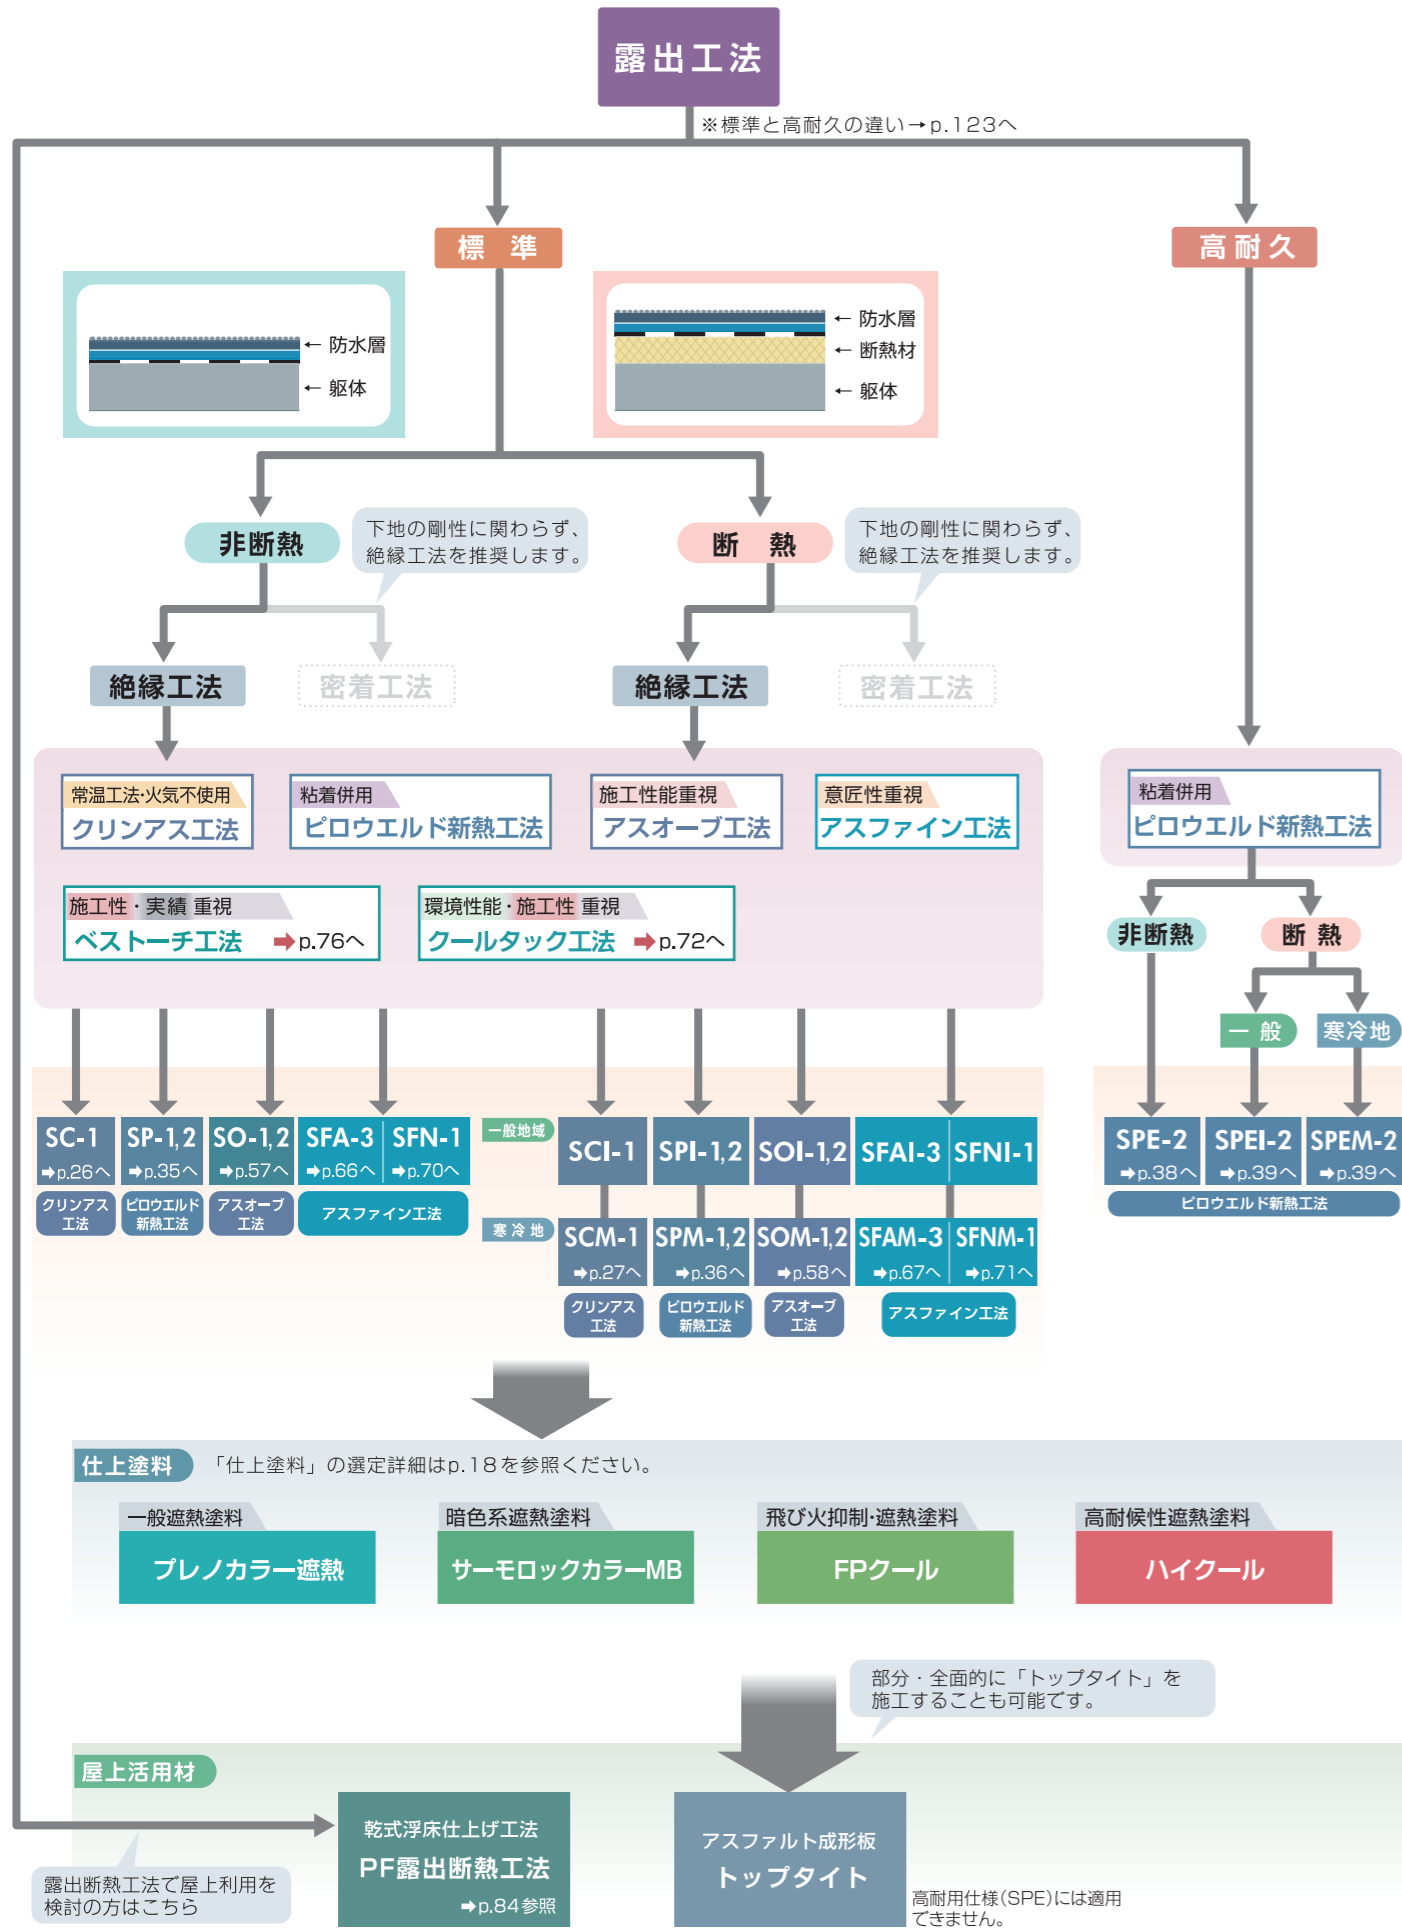 露出工法
※標準と高耐久の違い→p.123へ
標 準
高耐久
← 防水層
← 躯体
← 防水層
← 断熱材
← 躯体
非断熱
下地の剛性に関わらず、
絶縁工法を推奨します。
断 熱
下地の剛性に関わらず、
絶縁工法を推奨します。
絶縁工法
密着工法
絶縁工法
密着工法
常温工法・火気不使用
クリンアス工法
粘着併用
ピロウエルド新熱工法
施工性能重視
アスオーブ工法
意匠性重視
アスファイン工法
粘着併用
ピロウエルド新熱工法
施工性・実績 重視
ベストーチ工法 ➡p.76へ
環境性能・施工性 重視
クールタック工法 ➡p.72へ
非断熱
断 熱
一 般
寒冷地
SC-1
➡p.26へ
クリンアス
工法
SP-1,2
➡p.35へ
ピロウエルド
新熱工法
SO-1,2
➡p.57へ
アスオーブ
工法
SFA-3
➡p.66へ
SFN-1
➡p.70へ
アスファイン工法
一般地域
SCI-1
SPI-1,2
SOI-1,2
SFAI-3
SFNI-1
寒 冷 地
SCM-1
➡p.27へ
クリンアス
工法
SPM-1,2
➡p.36へ
ピロウエルド
新熱工法
SOM-1,2
➡p.58へ
アスオーブ
工法
SFAM-3
➡p.67へ
SFNM-1
➡p.71へ
アスファイン工法
SPE-2
➡p.38へ
SPEI-2
➡p.39へ
SPEM-2
➡p.39へ
ピロウエルド新熱工法
仕上塗料
「仕上塗料」の選定詳細はp.18を参照ください。
一般遮熱塗料
プレノカラー遮熱
暗色系遮熱塗料
サーモロックカラーMB
飛び火抑制・遮熱塗料
FPクール
高耐候性遮熱塗料
ハイクール
部分・全面的に「トップタイト」を
施工することも可能です。
屋上活用材
乾式浮床仕上げ工法
PF露出断熱工法
➡p.84参照
アスファルト成形板
トップタイト
露出断熱工法で屋上利用を
検討の方はこちら
高耐用仕様(SPE)には適用
できません。